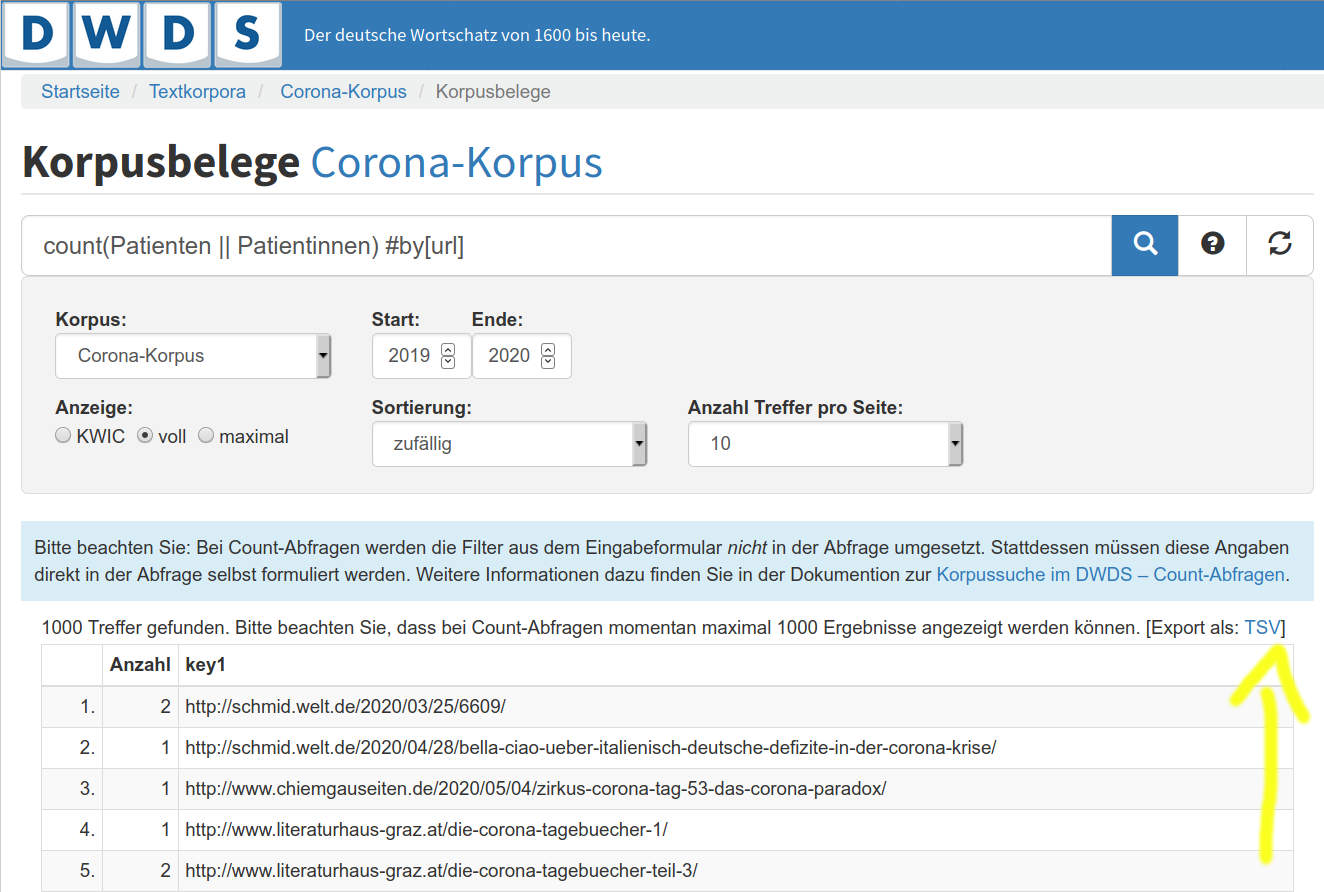 DWDS Der deutsche Wortschatz von 1600 bis heute.
Startseite / Textkorpora / Corona-Korpus / Korpusbelege
Korpusbelege Corona-Korpus
count(Patienten || Patientinnen) #by[url] ?
Korpus: Start: Ende:
Corona-Korpus 2019 2020
Anzeige: Sortierung: Anzahl Treffer pro Seite:
KWIC voll maximal zufällig 10
Bitte beachten Sie: Bei Count-Abfragen werden die Filter aus dem Eingabeformular nicht in der Abfrage umgesetzt. Stattdessen müssen diese Angaben
direkt in der Abfrage selbst formuliert werden. Weitere Informationen dazu finden Sie in der Dokumention zur Korpussuche im DWDS – Count-Abfragen.
1000 Treffer gefunden. Bitte beachten Sie, dass bei Count-Abfragen momentan maximal 1000 Ergebnisse angezeigt werden können. [Export als: TSV]
Anzahl key1
1. 2 http://schmid.welt.de/2020/03/25/6609/
2. 1 http://schmid.welt.de/2020/04/28/bella-ciao-ueber-italienisch-deutsche-defizite-in-der-corona-krise/
3. 1 http://www.chiemgauseiten.de/2020/05/04/zirkus-corona-tag-53-das-corona-paradox/
4. 1 http://www.literaturhaus-graz.at/die-corona-tagebuecher-1/
5. 2 http://www.literaturhaus-graz.at/die-corona-tagebuecher-teil-3/